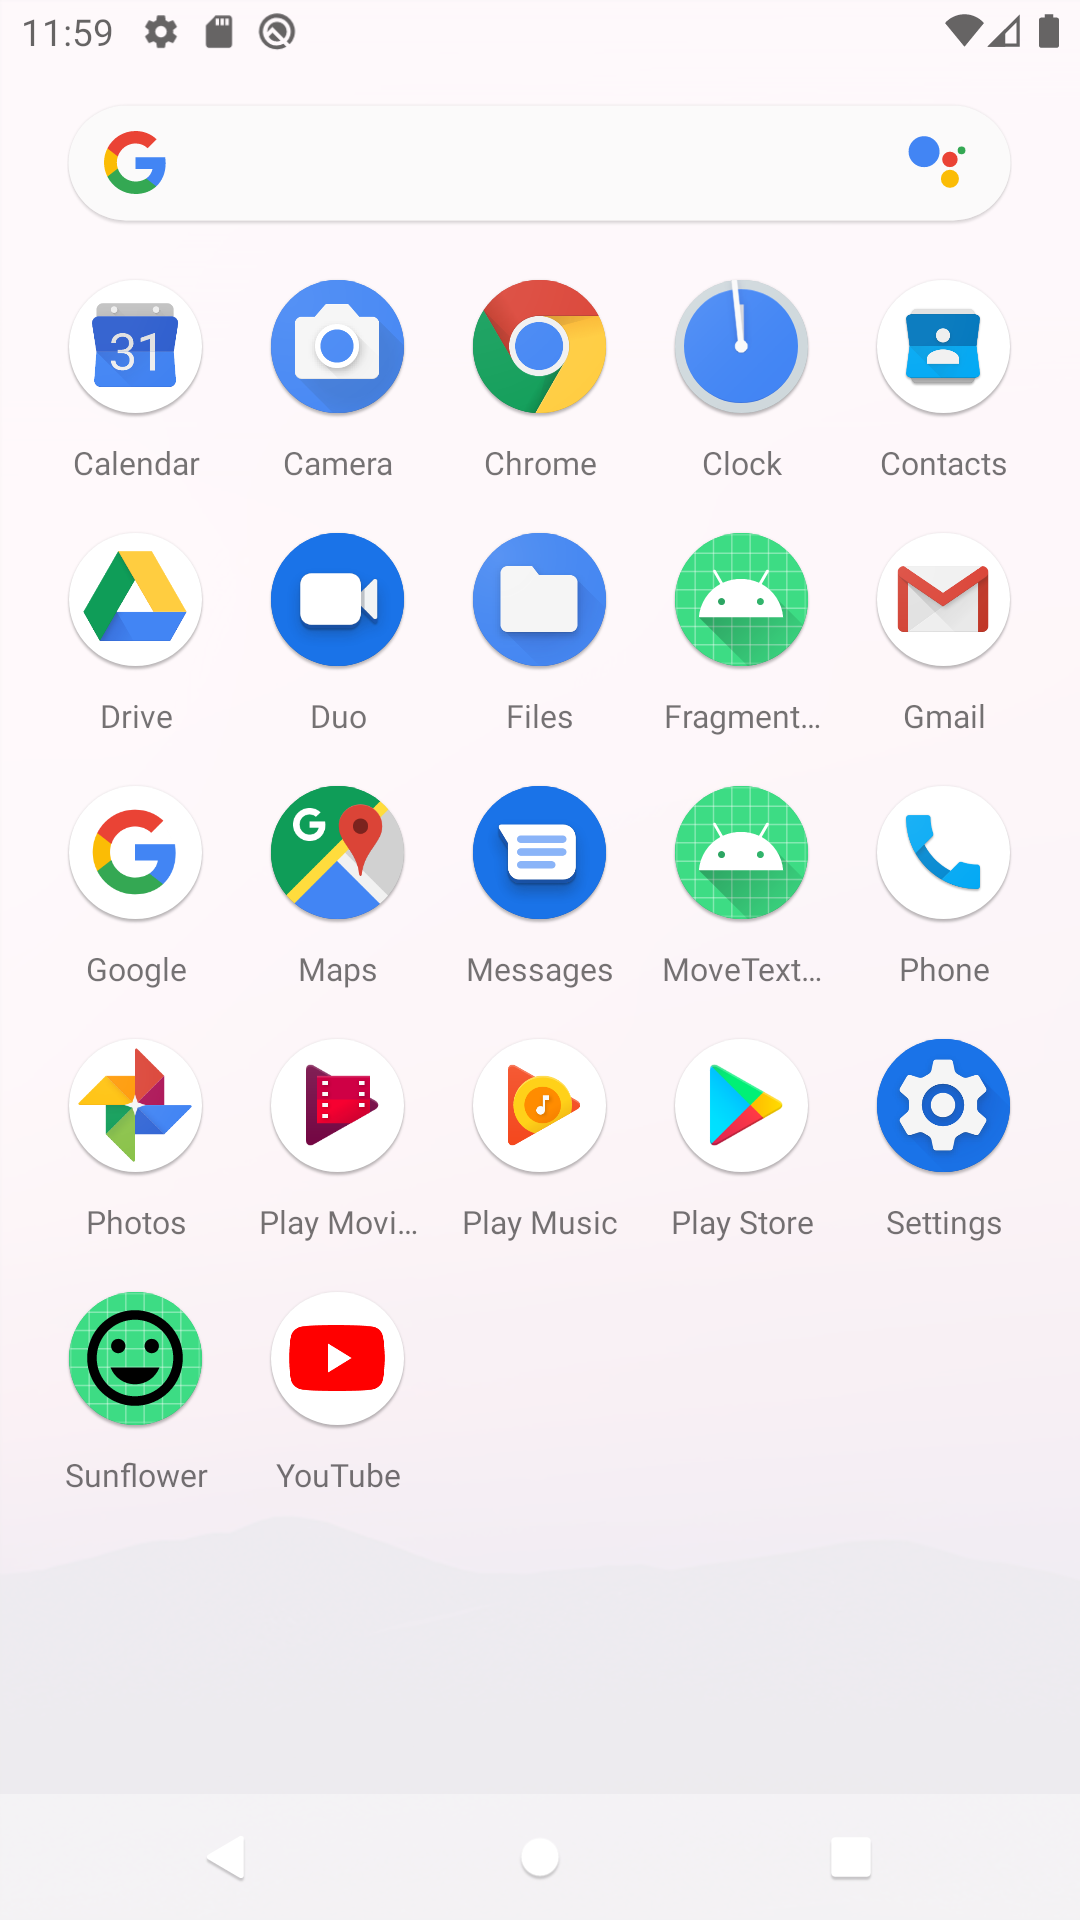 11:59
31
Calendar Camera Chrome Clock Contacts
Drive Duo Files Fragment... Gmail
Google Maps Messages MoveText... Phone
Photos Play Movi... Play Music Play Store Settings
Sunflower YouTube